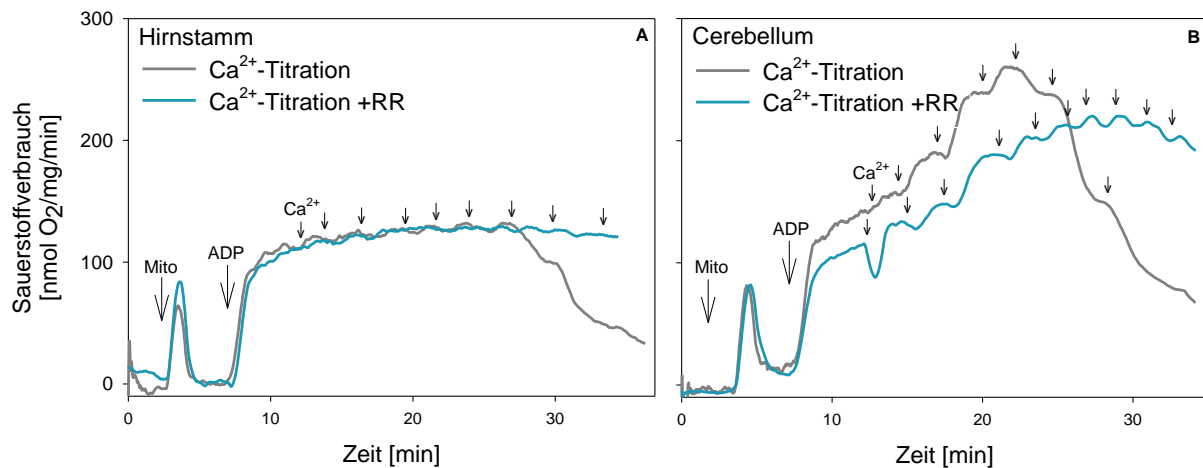 Hirnstamm
A
Ca2+-Titration
Ca2+-Titration +RR
Ca2+
ADP
Mito
300
200
100
0
Sauerstoffverbrauch
[nmol O2/mg/min]
0
10
20
30
Zeit [min]
Cerebellum
B
Ca2+-Titration
Ca2+-Titration +RR
Ca2+
ADP
Mito
0
10
20
30
Zeit [min]